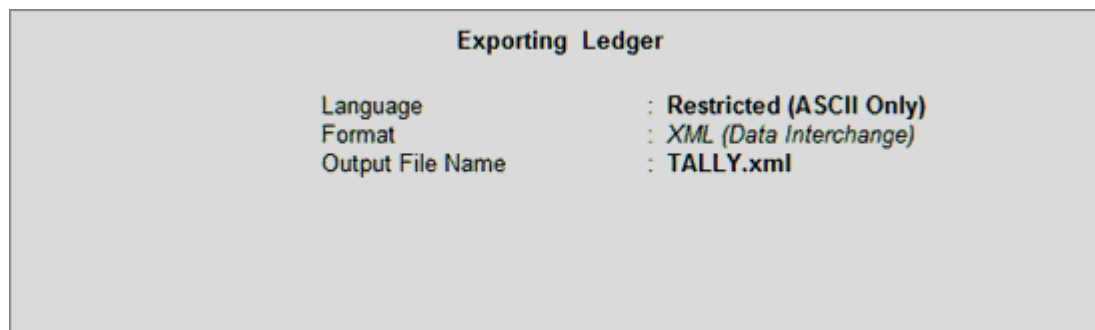 Exporting Ledger
Language : Restricted (ASCII Only)
Format : XML (Data Interchange)
Output File Name : TALLY.xml